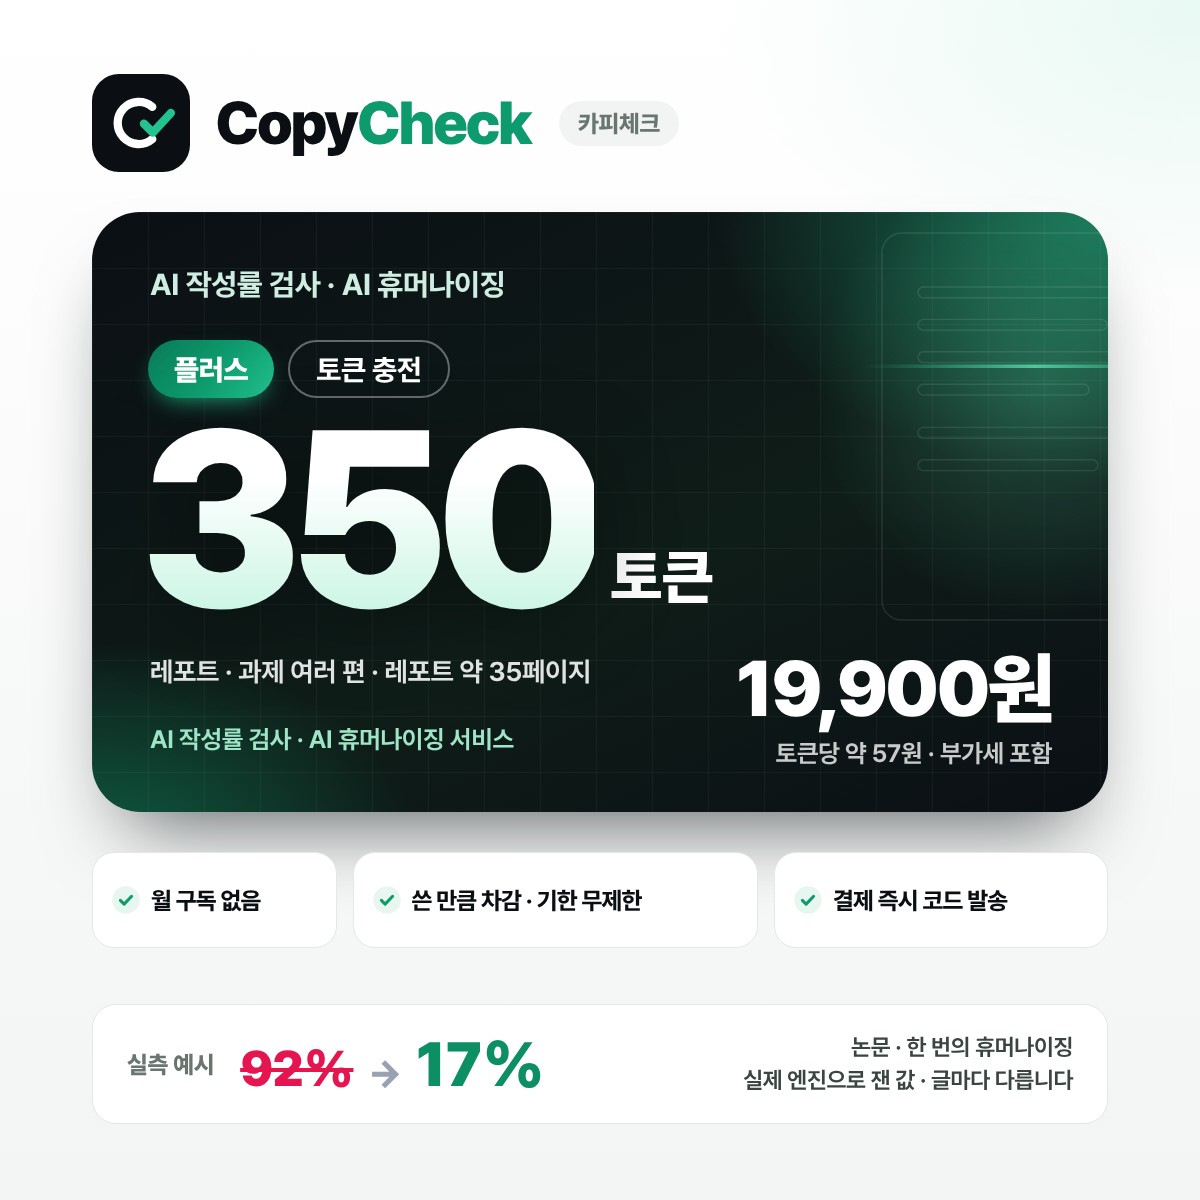 CopyCheck 카피체크
AI 작성률 검사 · AI 휴머나이징
플러스 토큰 충전
350 토큰
레포트 · 과제 여러 편 · 레포트 약 35페이지
AI 작성률 검사 · AI 휴머나이징 서비스
19,900원
토큰당 약 57원 · 부가세 포함
월 구독 없음
쓴 만큼 차감 · 기한 무제한
결제 즉시 코드 발송
실측 예시 92% → 17%
논문 · 한 번의 휴머나이징
실제 엔진으로 잰 값 · 글마다 다릅니다